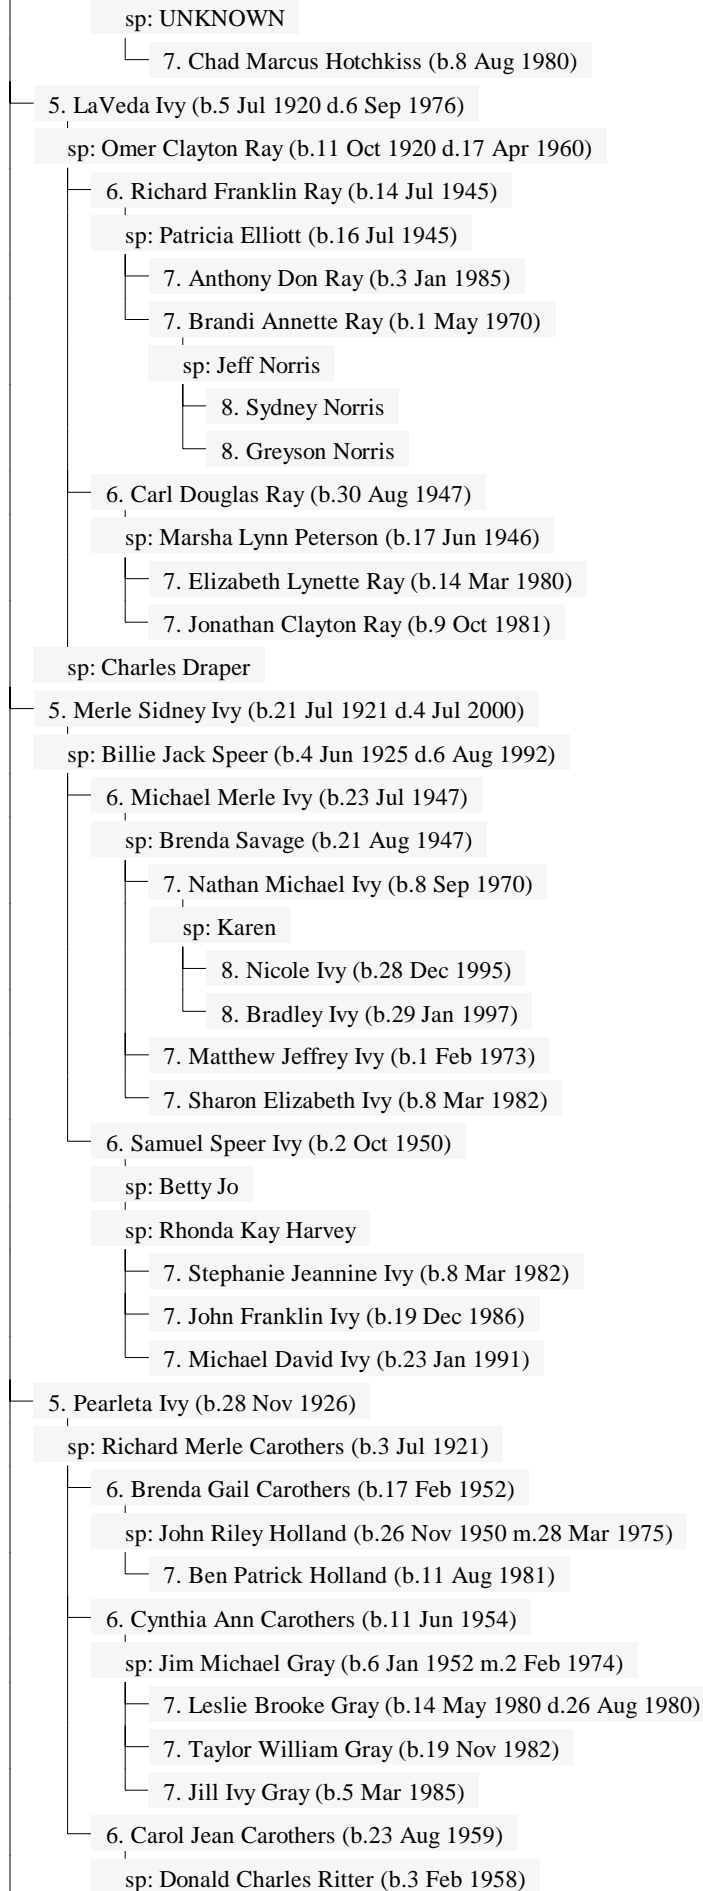 sp: UNKNOWN
7. Chad Marcus Hotchkiss (b.8 Aug 1980)
5. LaVeda Ivy (b.5 Jul 1920 d.6 Sep 1976)
sp: Omer Clayton Ray (b.11 Oct 1920 d.17 Apr 1960)
6. Richard Franklin Ray (b.14 Jul 1945)
sp: Patricia Elliott (b.16 Jul 1945)
7. Anthony Don Ray (b.3 Jan 1985)
7. Brandi Annette Ray (b.1 May 1970)
sp: Jeff Norris
8. Sydney Norris
8. Greyson Norris
6. Carl Douglas Ray (b.30 Aug 1947)
sp: Marsha Lynn Peterson (b.17 Jun 1946)
7. Elizabeth Lynette Ray (b.14 Mar 1980)
7. Jonathan Clayton Ray (b.9 Oct 1981)
sp: Charles Draper
5. Merle Sidney Ivy (b.21 Jul 1921 d.4 Jul 2000)
sp: Billie Jack Speer (b.4 Jun 1925 d.6 Aug 1992)
6. Michael Merle Ivy (b.23 Jul 1947)
sp: Brenda Savage (b.21 Aug 1947)
7. Nathan Michael Ivy (b.8 Sep 1970)
sp: Karen
8. Nicole Ivy (b.28 Dec 1995)
8. Bradley Ivy (b.29 Jan 1997)
7. Matthew Jeffrey Ivy (b.1 Feb 1973)
7. Sharon Elizabeth Ivy (b.8 Mar 1982)
6. Samuel Speer Ivy (b.2 Oct 1950)
sp: Betty Jo
sp: Rhonda Kay Harvey
7. Stephanie Jeannine Ivy (b.8 Mar 1982)
7. John Franklin Ivy (b.19 Dec 1986)
7. Michael David Ivy (b.23 Jan 1991)
5. Pearleta Ivy (b.28 Nov 1926)
sp: Richard Merle Carothers (b.3 Jul 1921)
6. Brenda Gail Carothers (b.17 Feb 1952)
sp: John Riley Holland (b.26 Nov 1950 m.28 Mar 1975)
7. Ben Patrick Holland (b.11 Aug 1981)
6. Cynthia Ann Carothers (b.11 Jun 1954)
sp: Jim Michael Gray (b.6 Jan 1952 m.2 Feb 1974)
7. Leslie Brooke Gray (b.14 May 1980 d.26 Aug 1980)
7. Taylor William Gray (b.19 Nov 1982)
7. Jill Ivy Gray (b.5 Mar 1985)
6. Carol Jean Carothers (b.23 Aug 1959)
sp: Donald Charles Ritter (b.3 Feb 1958)